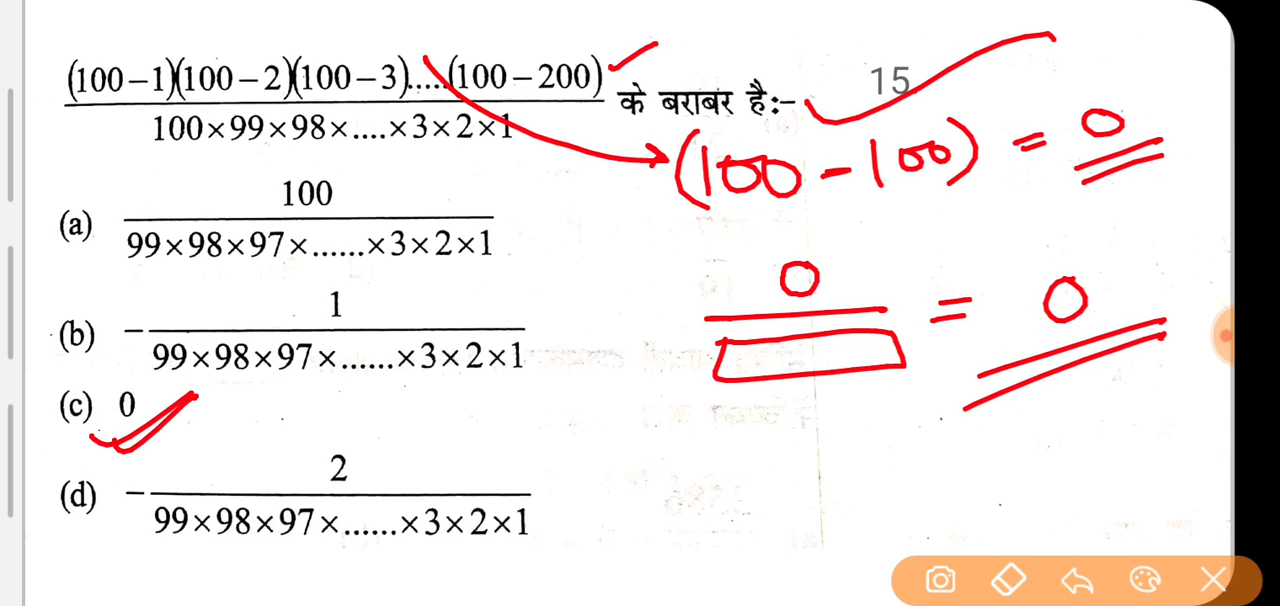 (100−1)(100−2)(100−3)....(100−200)
100×99×98×....×3×2×1
के बराबर है:−
15
(100-100) = 0
(a) 100
99×98×97×......×3×2×1
0 = 0
(b) − 1
99×98×97×......×3×2×1
(c) 0
(d) − 2
99×98×97×......×3×2×1